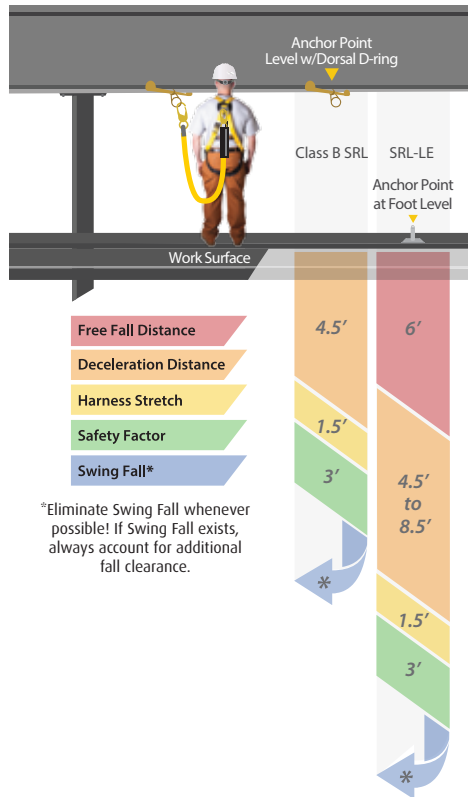 Anchor Point
Level w/Dorsal D-ring
Class B SRL
SRL-LE
Anchor Point
at Foot Level
Work Surface
Free Fall Distance
Deceleration Distance
Harness Stretch
Safety Factor
Swing Fall*
*Eliminate Swing Fall whenever
possible! If Swing Fall exists,
always account for additional
fall clearance.
4.5′
1.5′
3′
*
6′
4.5′
to
8.5′
1.5′
3′
*